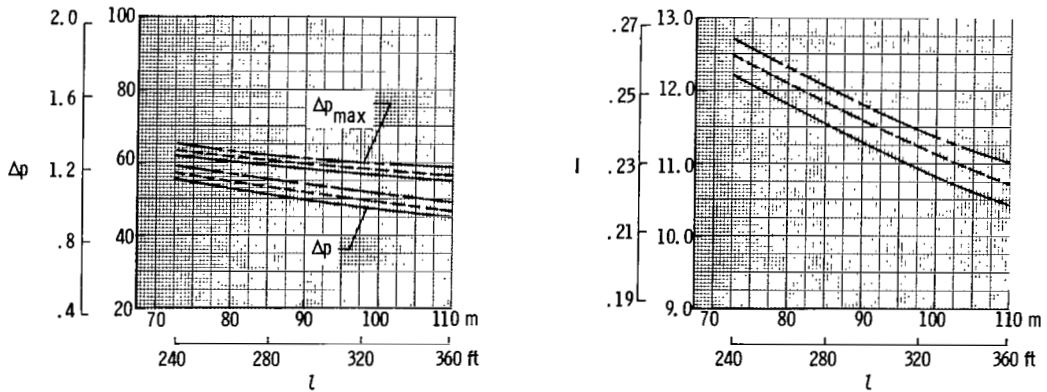 2.0 100 .27 13.0
1.6 80 .25 12.0
Δp max
Δp 1.2 60 I .23 11.0
.8 40 .21 10.0
Δp
.4 20 .19 9.0
70 80 90 100 110 m 70 80 90 100 110 m
240 280 320 360 ft 240 280 320 360 ft
l l